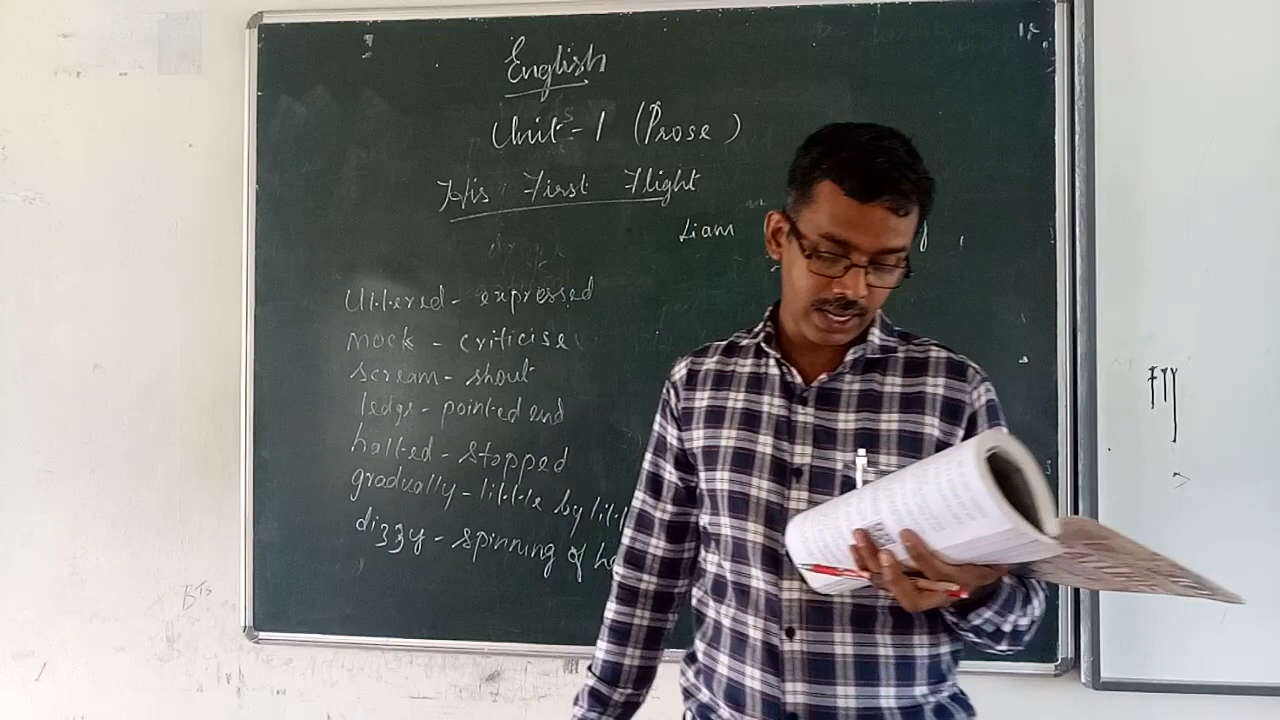 English
Unit-1 (Prose)
His First Flight
Liam
Uttered - expressed
mock - criticise
scream - shout
ledge - pointed end
halted - stopped
gradually - little by
dizzy - spinning of
BTS